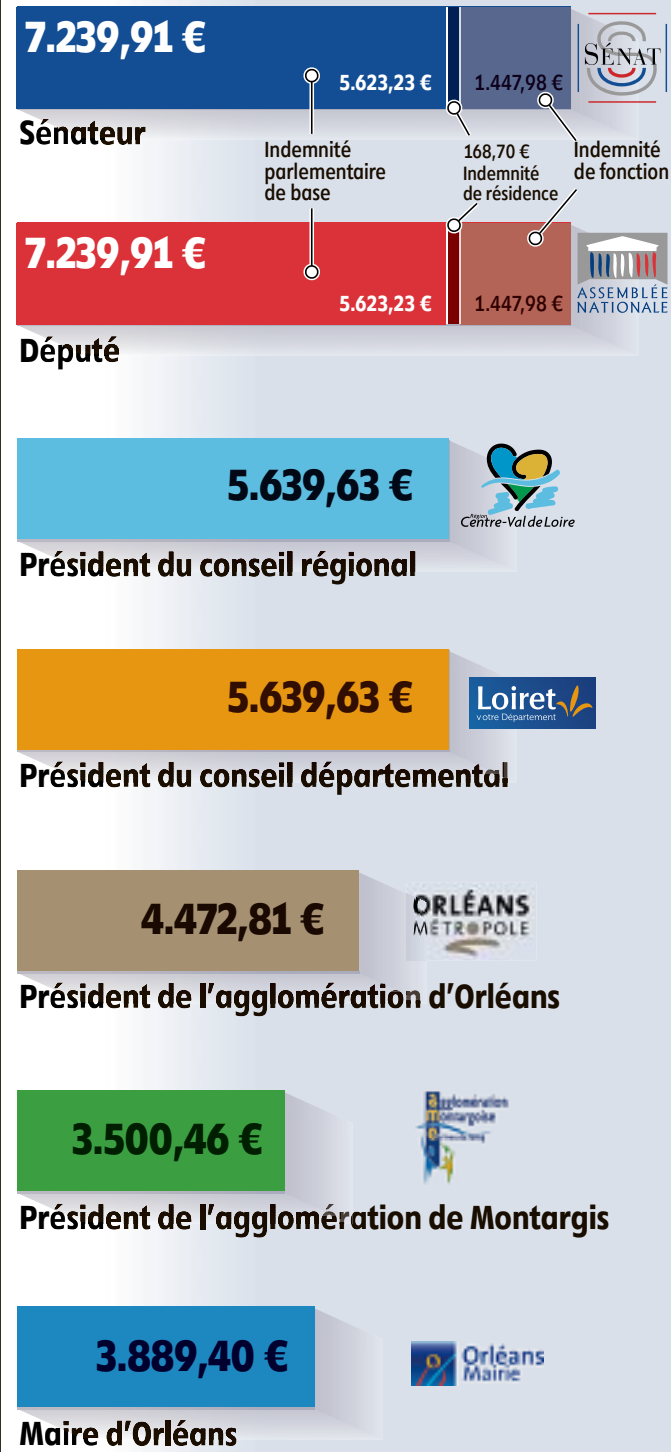 7.239,91 €
5.623,23 €
1.447,98 €
SÉNAT
Sénateur
Indemnité
parlementaire
de base
168,70 €
Indemnité
de résidence
Indemnité
de fonction
7.239,91 €
5.623,23 €
1.447,98 €
ASSEMBLÉE
NATIONALE
Député
5.639,63 €
Région
Centre-Val de Loire
Président du conseil régional
5.639,63 €
Loiret
votre Département
Président du conseil départemental
4.472,81 €
ORLÉANS
MÉTROPOLE
Président de l'agglomération d'Orléans
3.500,46 €
agglomération
montargoise
Président de l'agglomération de Montargis
3.889,40 €
Orléans
Mairie
Maire d'Orléans